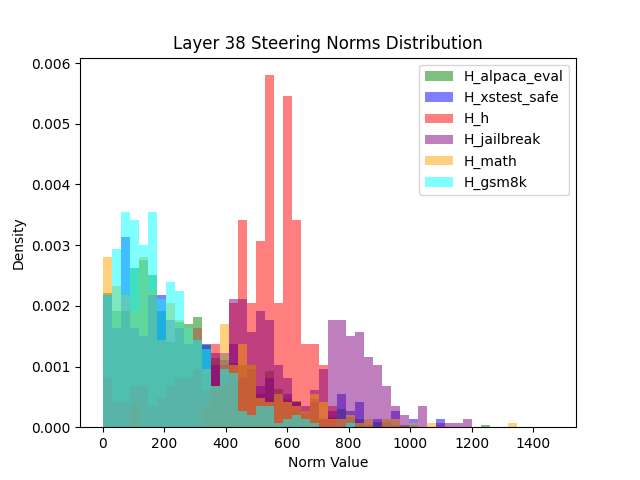 Layer 38 Steering Norms Distribution
0.006
0.005
0.004
0.003
0.002
0.001
0.000
Density
H_alpaca_eval
H_xstest_safe
H_h
H_jailbreak
H_math
H_gsm8k
0 200 400 600 800 1000 1200 1400
Norm Value